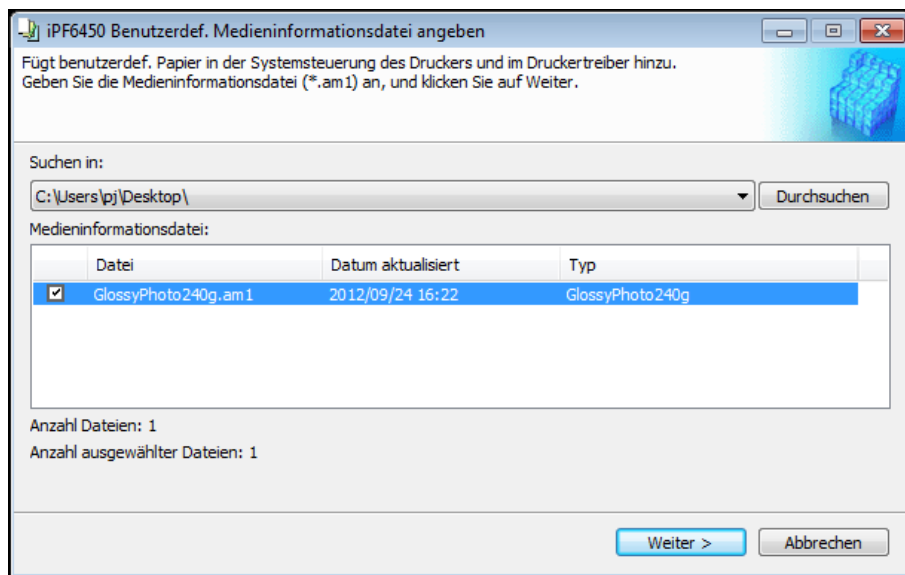 iPF6450 Benutzerdef. Medieninformationsdatei angeben
Fügt benutzerdef. Papier in der Systemsteuerung des Druckers und im Druckertreiber hinzu.
Geben Sie die Medieninformationsdatei (*.am1) an, und klicken Sie auf Weiter.
Suchen in:
C:\Users\pj\Desktop\
Durchsuchen
Medieninformationsdatei:
Datei Datum aktualisiert Typ
GlossyPhoto240g.am1 2012/09/24 16:22 GlossyPhoto240g
Anzahl Dateien: 1
Anzahl ausgewählter Dateien: 1
Weiter > Abbrechen